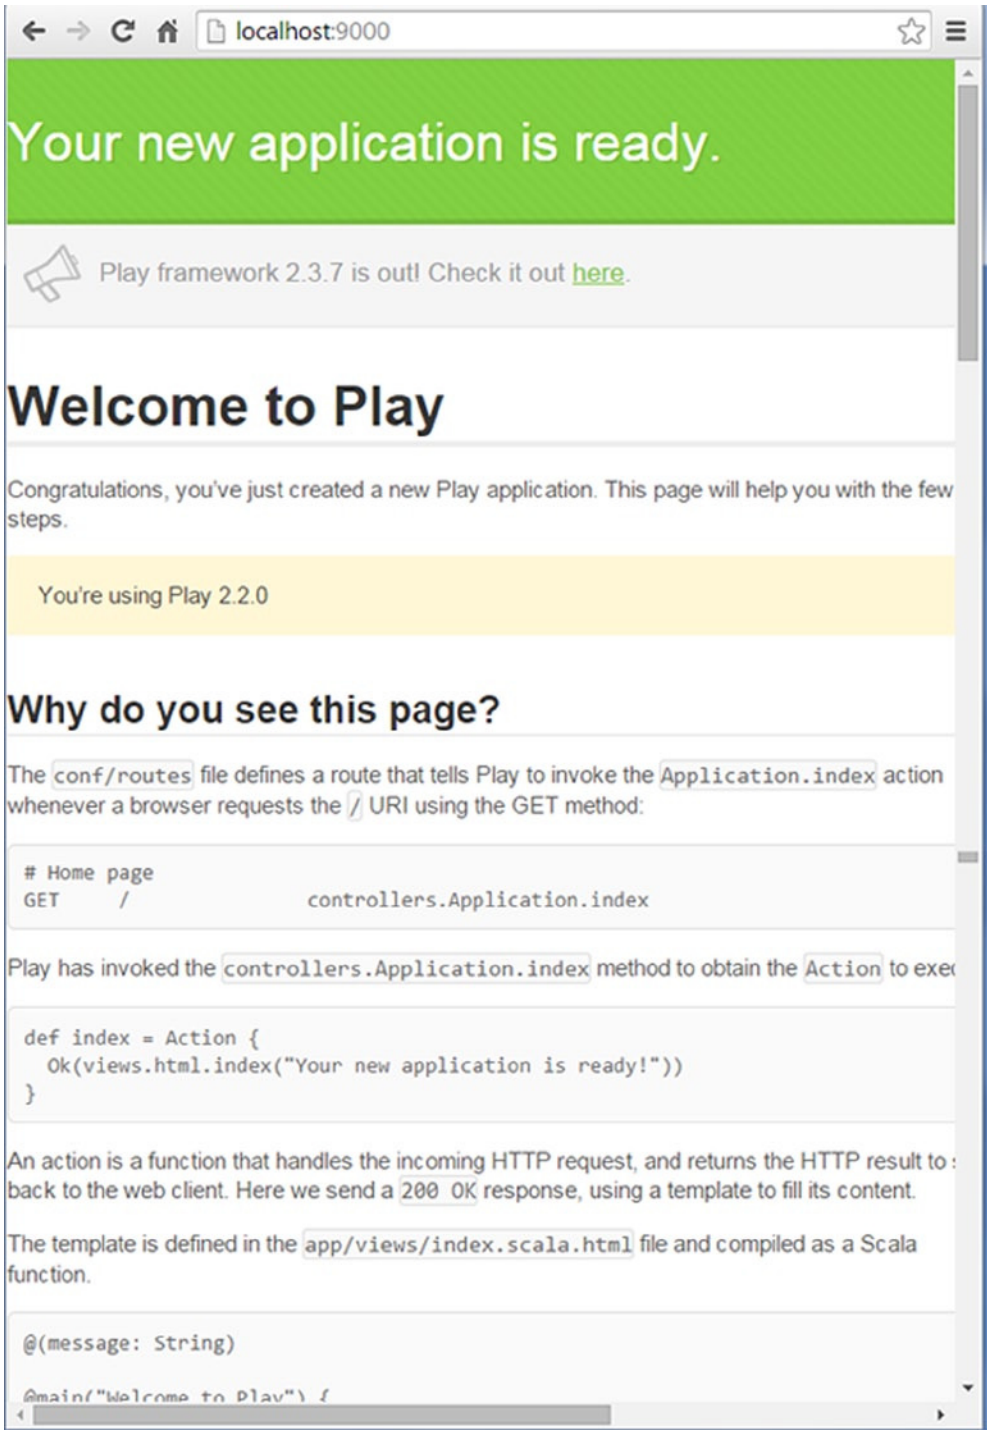 localhost:9000
Your new application is ready.
Play framework 2.3.7 is out! Check it out here.
Welcome to Play
Congratulations, you've just created a new Play application. This page will help you with the few
steps.
You're using Play 2.2.0
Why do you see this page?
The conf/routes file defines a route that tells Play to invoke the Application.index action
whenever a browser requests the / URI using the GET method:
# Home page
GET / controllers.Application.index
Play has invoked the controllers.Application.index method to obtain the Action to exec
def index = Action {
Ok(views.html.index("Your new application is ready!"))
}
An action is a function that handles the incoming HTTP request, and returns the HTTP result to
back to the web client. Here we send a 200 OK response, using a template to fill its content.
The template is defined in the app/views/index.scala.html file and compiled as a Scala
function.
@(message: String)
@main("Welcome to Play") {